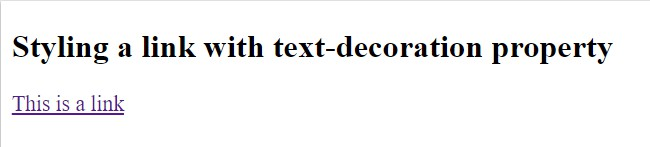 Styling a link with text-decoration property
This is a link